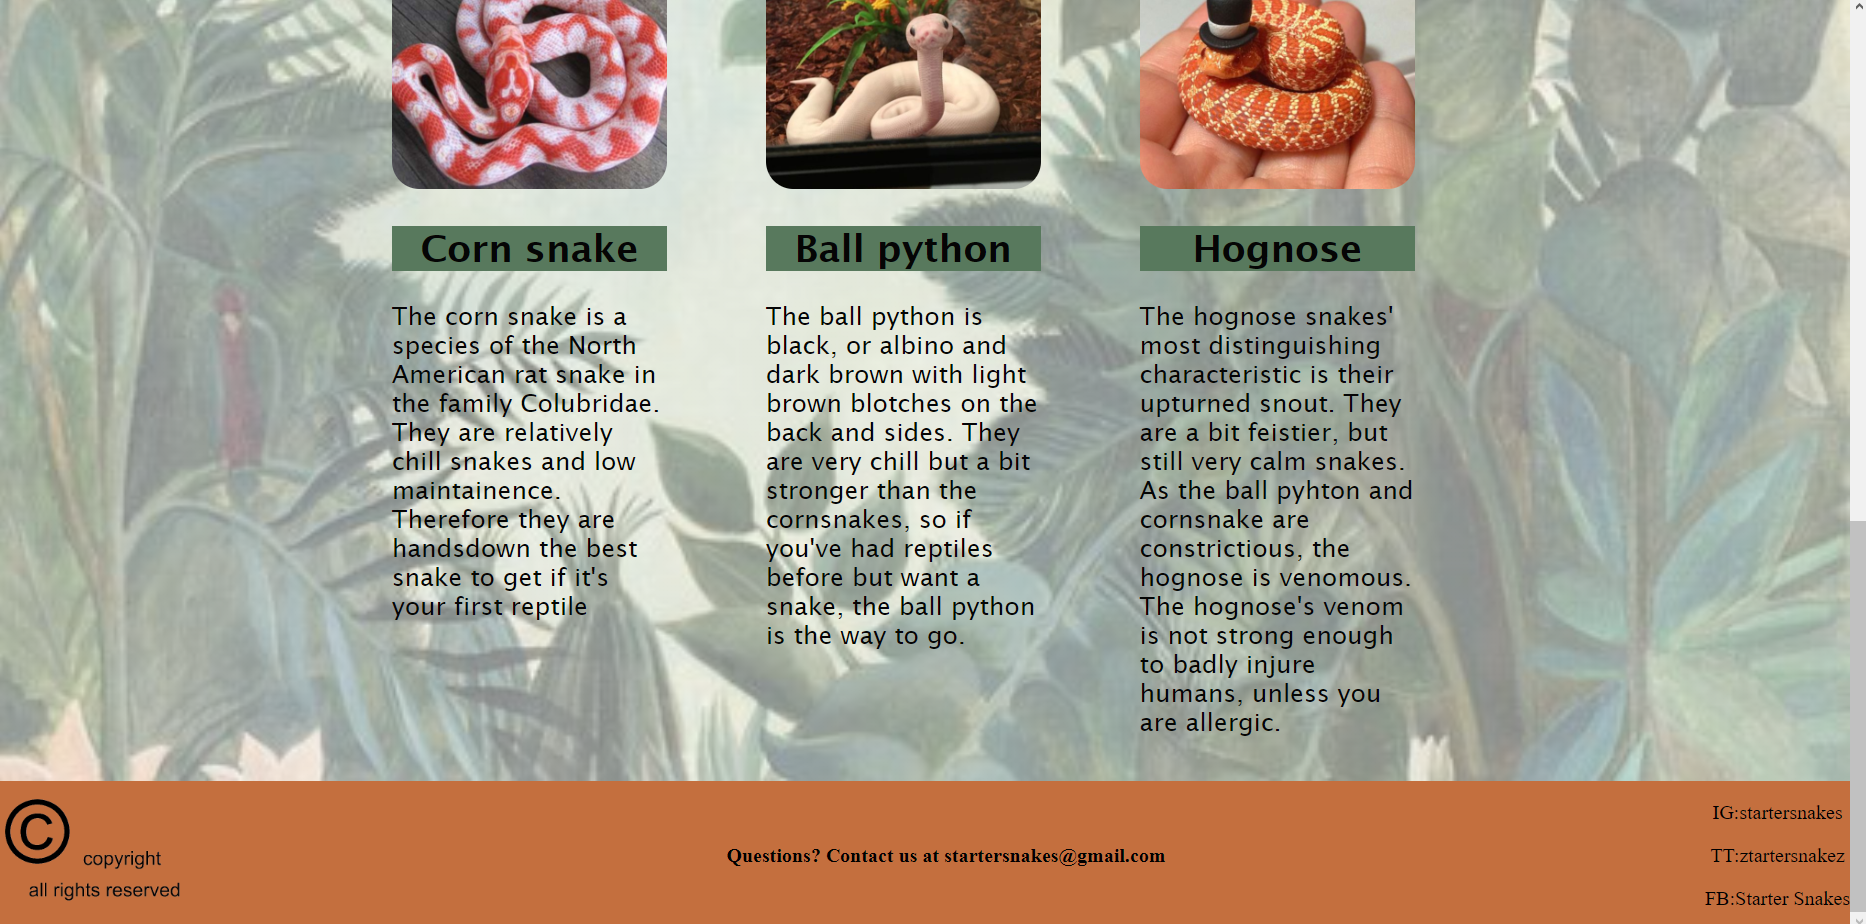 Corn snake
The corn snake is a
species of the North
American rat snake in
the family Colubridae.
They are relatively
chill snakes and low
maintainence.
Therefore they are
handsdown the best
snake to get if it's
your first reptile
Ball python
The ball python is
black, or albino and
dark brown with light
brown blotches on the
back and sides. They
are very chill but a bit
stronger than the
cornsnakes, so if
you've had reptiles
before but want a
snake, the ball python
is the way to go.
Hognose
The hognose snakes'
most distinguishing
characteristic is their
upturned snout. They
are a bit feistier, but
still very calm snakes.
As the ball pyhton and
cornsnake are
constrictious, the
hognose is venomous.
The hognose's venom
is not strong enough
to badly injure
humans, unless you
are allergic.
© copyright
all rights reserved
Questions? Contact us at startersnakes@gmail.com
IG:startersnakes
TT:ztartersnakez
FB:Starter Snakes